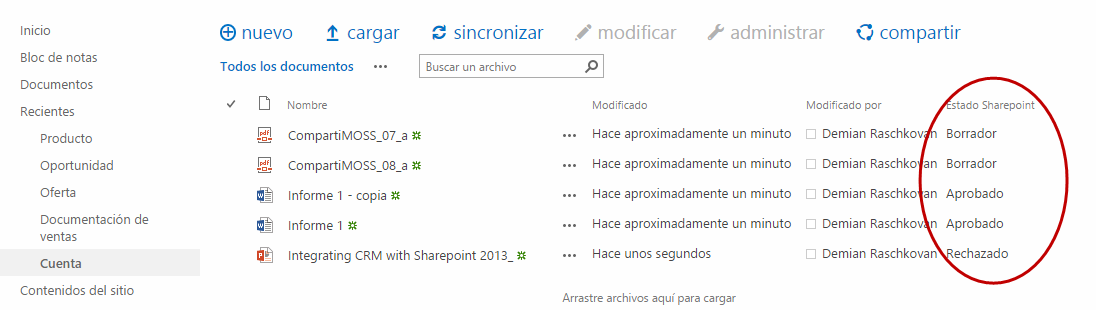 Inicio
Bloc de notas
Documentos
Recientes
Producto
Oportunidad
Oferta
Documentación de
ventas
Cuenta
Contenidos del sitio
nuevo cargar sincronizar modificar administrar compartir
Todos los documentos ••• Buscar un archivo
Nombre Modificado Modificado por Estado Sharepoint
CompartiMOSS_07_a ••• Hace aproximadamente un minuto Demian Raschkovan Borrador
CompartiMOSS_08_a ••• Hace aproximadamente un minuto Demian Raschkovan Borrador
Informe 1 - copia ••• Hace aproximadamente un minuto Demian Raschkovan Aprobado
Informe 1 ••• Hace aproximadamente un minuto Demian Raschkovan Aprobado
Integrating CRM with Sharepoint 2013_ ••• Hace unos segundos Demian Raschkovan Rechazado
Arrastre archivos aquí para cargar